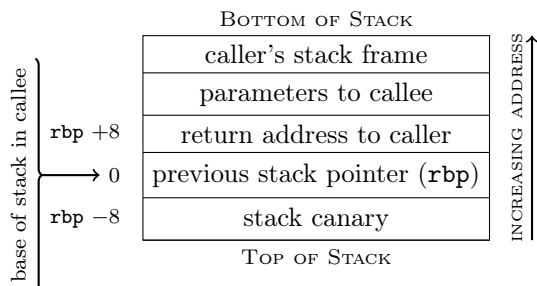 BOTTOM OF STACK
caller's stack frame
parameters to callee
rbp +8
return address to caller
0
previous stack pointer (rbp)
rbp −8
stack canary
TOP OF STACK
base of stack in callee
INCREASING ADDRESS